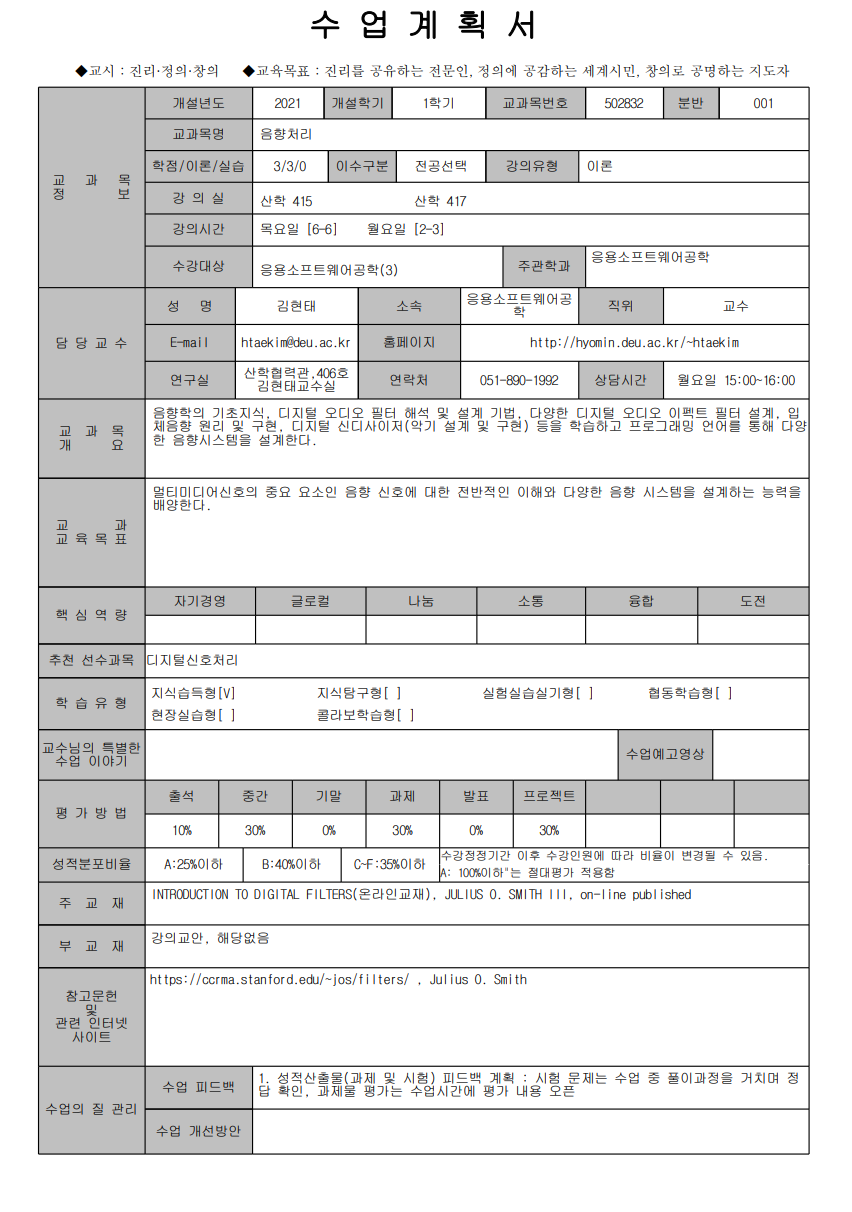 수 업 계 획 서
◆교시 : 진리·정의·창의 ◆교육목표 : 진리를 공유하는 전문인, 정의에 공감하는 세계시민, 창의로 공명하는 지도자
교 과 목
정 보
개설년도 2021 개설학기 1학기 교과목번호 502832 분반 001
교과목명 음향처리
학점/이론/실습 3/3/0 이수구분 전공선택 강의유형 이론
강 의 실 산학 415 산학 417
강의시간 목요일 [6-6] 월요일 [2-3]
수강대상 응용소프트웨어공학(3) 주관학과 응용소프트웨어공학
담 당 교 수
성 명 김현태 소속 응용소프트웨어공
학 직위 교수
E-mail htaekim@deu.ac.kr 홈페이지 http://hyomin.deu.ac.kr/~htaekim
연구실 산학협력관,406호
김현태교수실 연락처 051-890-1992 상담시간 월요일 15:00~16:00
교 과 목
개 요
음향학의 기초지식, 디지털 오디오 필터 해석 및 설계 기법, 다양한 디지털 오디오 이펙트 필터 설계, 입
체음향 원리 및 구현, 디지털 신디사이저(악기 설계 및 구현) 등을 학습하고 프로그래밍 언어를 통해 다양
한 음향시스템을 설계한다.
교 과
교 육 목 표
멀티미디어신호의 중요 요소인 음향 신호에 대한 전반적인 이해와 다양한 음향 시스템을 설계하는 능력을
배양한다.
핵 심 역 량
자기경영 글로컬 나눔 소통 융합 도전
추천 선수과목 디지털신호처리
학 습 유 형
지식습득형[V] 지식탐구형[ ] 실험실습실기형[ ] 협동학습형[ ]
현장실습형[ ] 콜라보학습형[ ]
교수님의 특별한
수업 이야기
수업예고영상
평 가 방 법
출석 중간 기말 과제 발표 프로젝트
10% 30% 0% 30% 0% 30%
성적분포비율 A:25%이하 B:40%이하 C~F:35%이하
수강정정기간 이후 수강인원에 따라 비율이 변경될 수 있음.
A: 100%이하"는 절대평가 적용함
주 교 재 INTRODUCTION TO DIGITAL FILTERS(온라인교재), JULIUS O. SMITH III, on-line published
부 교 재 강의교안, 해당없음
참고문헌
및
관련 인터넷
사이트
https://ccrma.stanford.edu/~jos/filters/ , Julius O. Smith
수업의 질 관리
수업 피드백
1. 성적산출물(과제 및 시험) 피드백 계획 : 시험 문제는 수업 중 풀이과정을 거치며 정
답 확인, 과제물 평가는 수업시간에 평가 내용 오픈
수업 개선방안